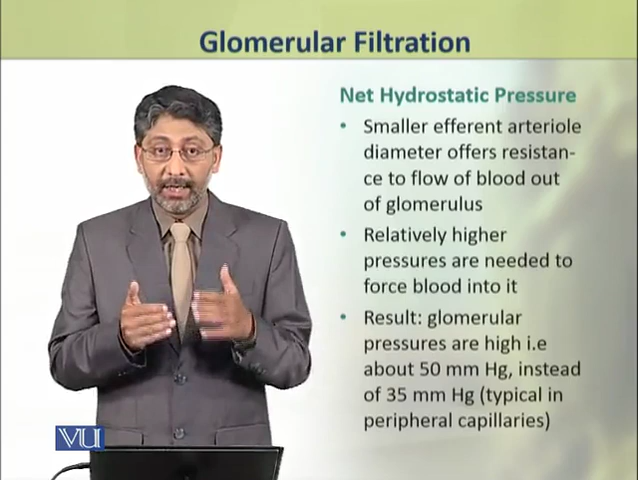 Glomerular Filtration
Net Hydrostatic Pressure
• Smaller efferent arteriole
diameter offers resistan-
ce to flow of blood out
of glomerulus
• Relatively higher
pressures are needed to
force blood into it
• Result: glomerular
pressures are high i.e
about 50 mm Hg, instead
of 35 mm Hg (typical in
peripheral capillaries)
VU